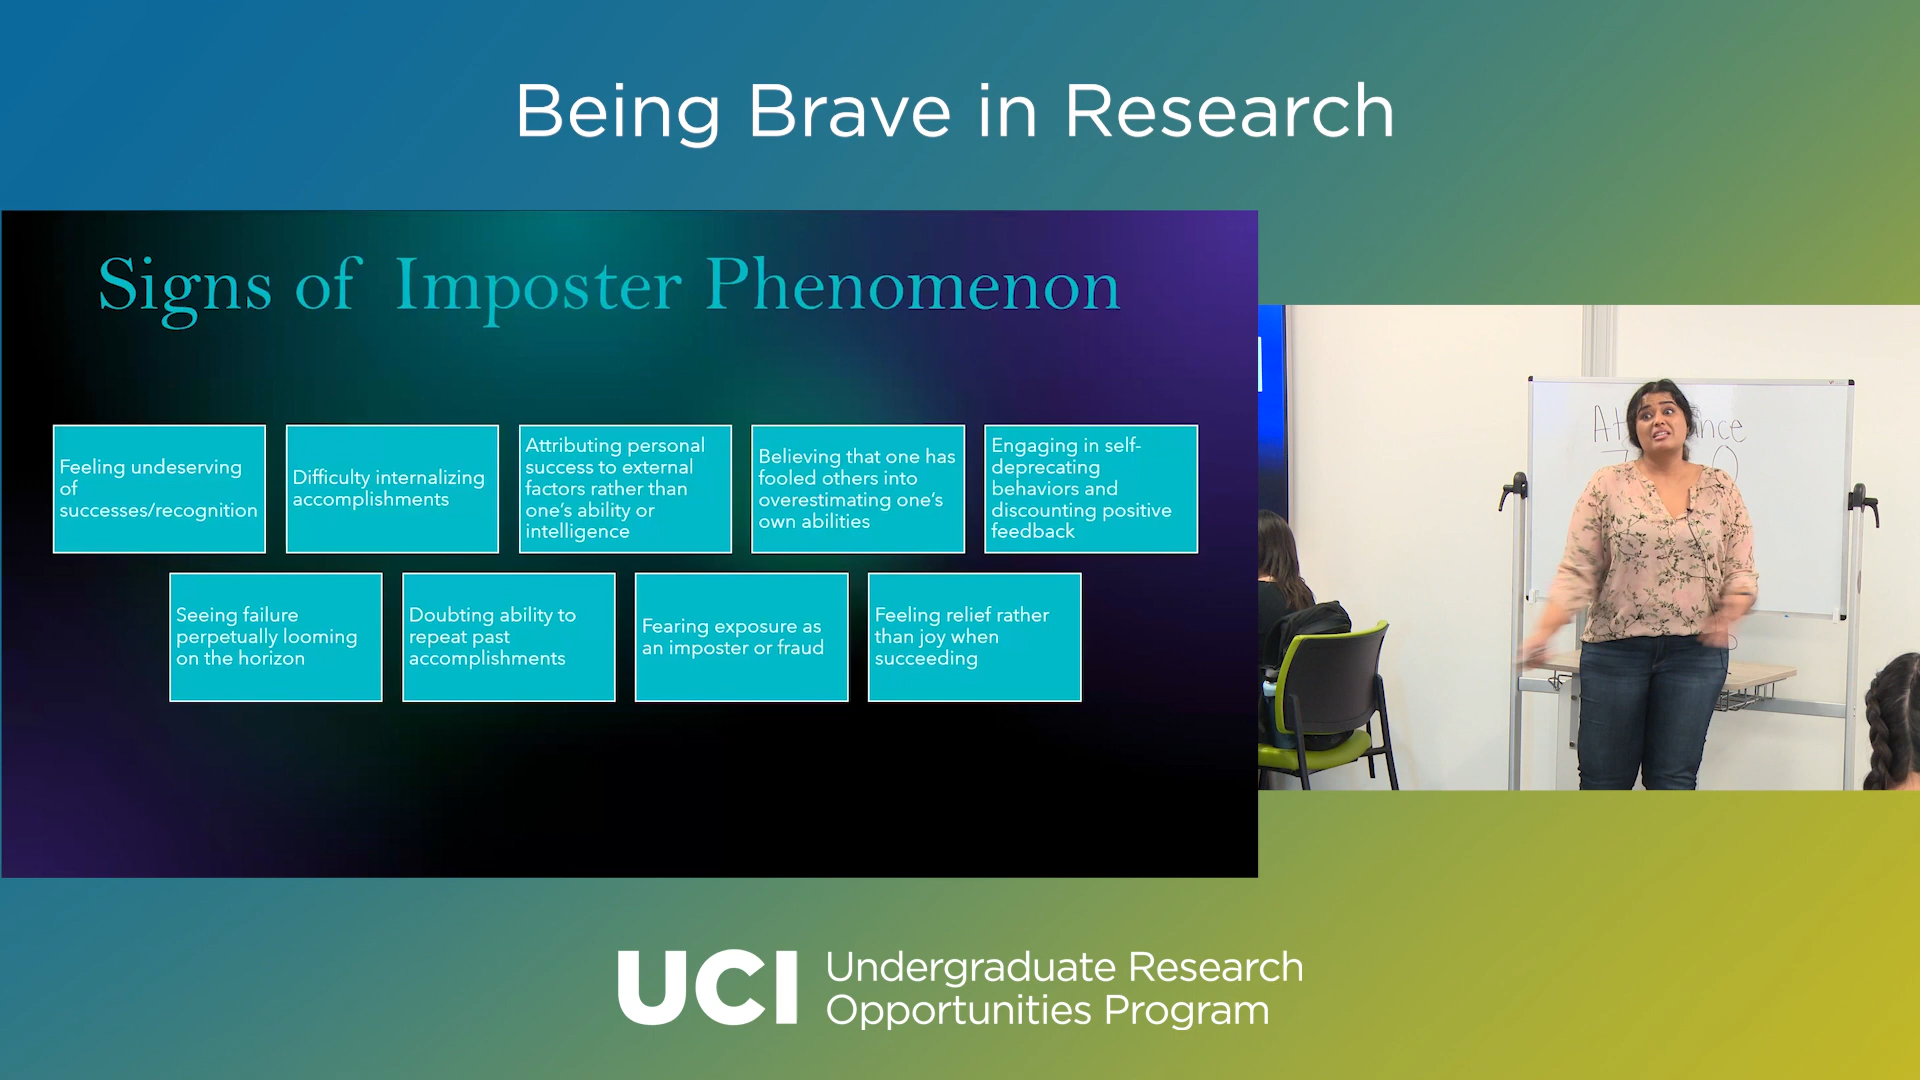 Being Brave in Research
Signs of Imposter Phenomenon
Feeling undeserving
of
successes/recognition
Difficulty internalizing
accomplishments
Attributing personal
success to external
factors rather than
one's ability or
intelligence
Believing that one has
fooled others into
overestimating one's
own abilities
Engaging in self-
deprecating
behaviors and
discounting positive
feedback
Seeing failure
perpetually looming
on the horizon
Doubting ability to
repeat past
accomplishments
Fearing exposure as
an imposter or fraud
Feeling relief rather
than joy when
succeeding
UCI
Undergraduate Research
Opportunities Program